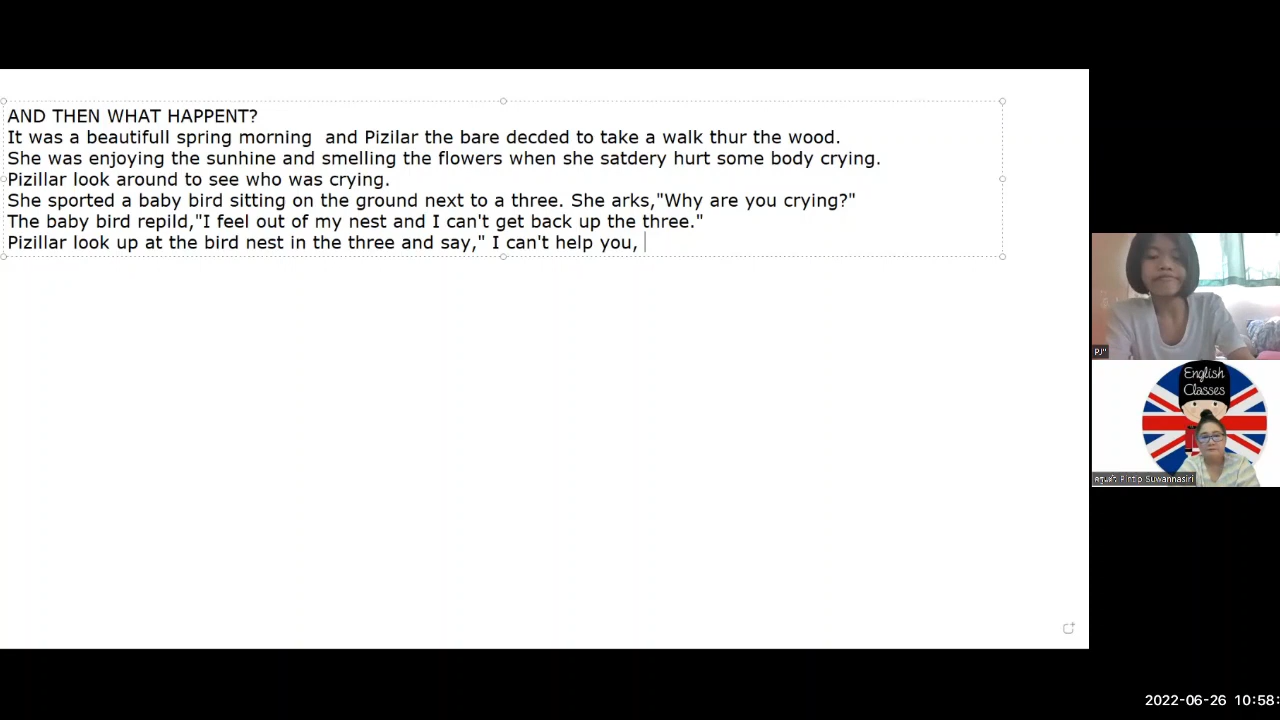 AND THEN WHAT HAPPENT?
It was a beautifull spring morning  and Pizilar the bare decded to take a walk thur the wood.
She was enjoying the sunhine and smelling the flowers when she satdery hurt some body crying.
Pizillar look around to see who was crying.
She sported a baby bird sitting on the ground next to a three. She arks,"Why are you crying?"
The baby bird repild,"I feel out of my nest and I can't get back up the three."
Pizillar look up at the bird nest in the three and say," I can't help you,
PJ"
English
Classes
Pintip Suwannasiri
2022-06-26 10:58: